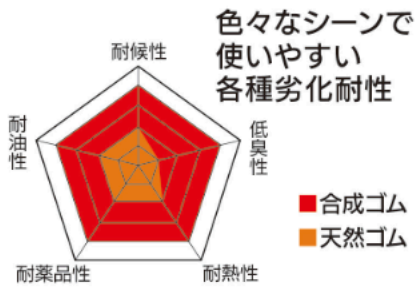 色々なシーンで
使いやすい
各種劣化耐性
耐候性
耐油性
低臭性
耐薬品性
耐熱性
合成ゴム
天然ゴム